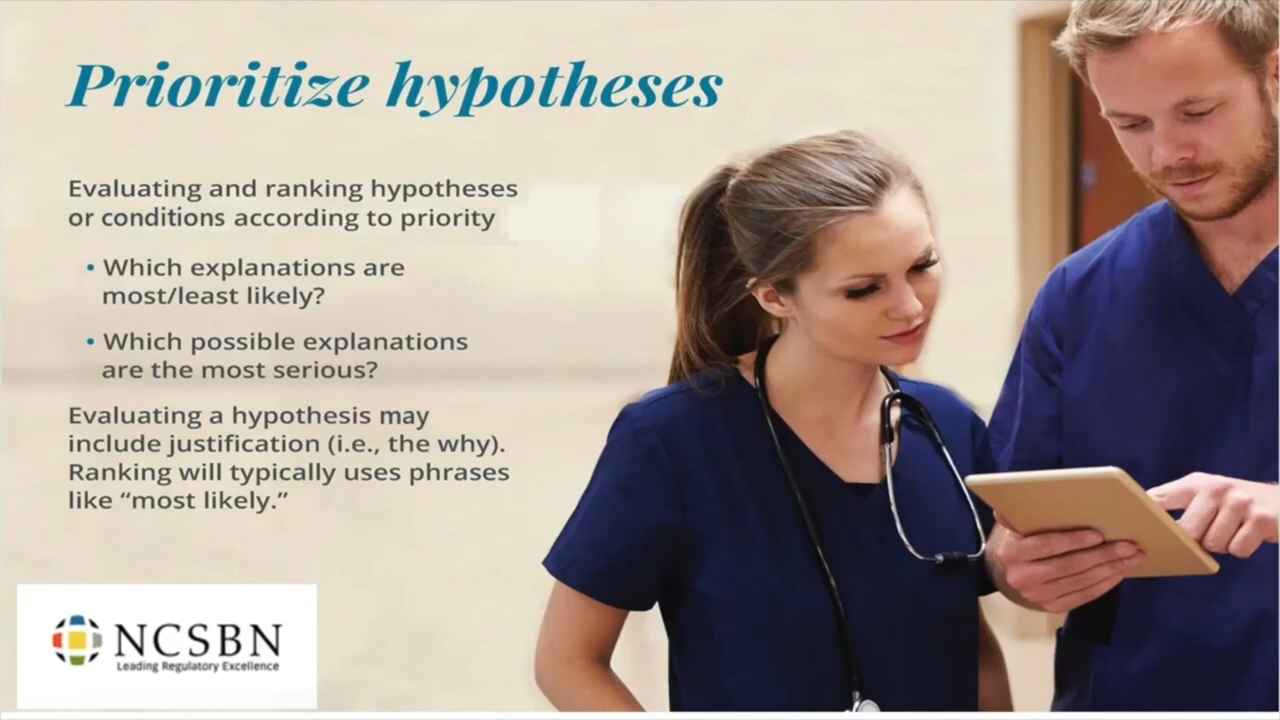 Prioritize hypotheses
Evaluating and ranking hypotheses
or conditions according to priority
• Which explanations are
most/least likely?
• Which possible explanations
are the most serious?
Evaluating a hypothesis may
include justification (i.e., the why).
Ranking will typically uses phrases
like “most likely.”
NCSBN
Leading Regulatory Excellence